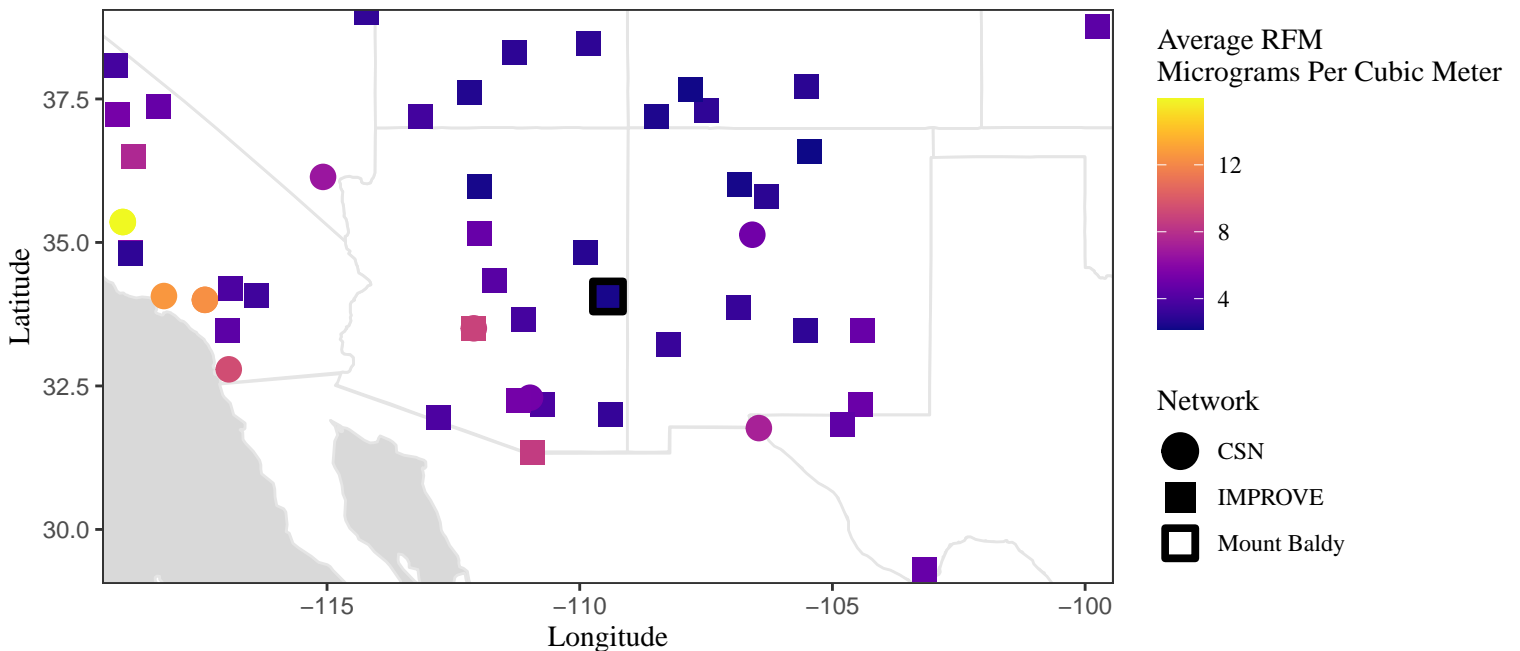 Average RFM
Micrograms Per Cubic Meter
12
8
4
Network
CSN
IMPROVE
Mount Baldy
Latitude
37.5
35.0
32.5
30.0
−115
−110
−105
−100
Longitude